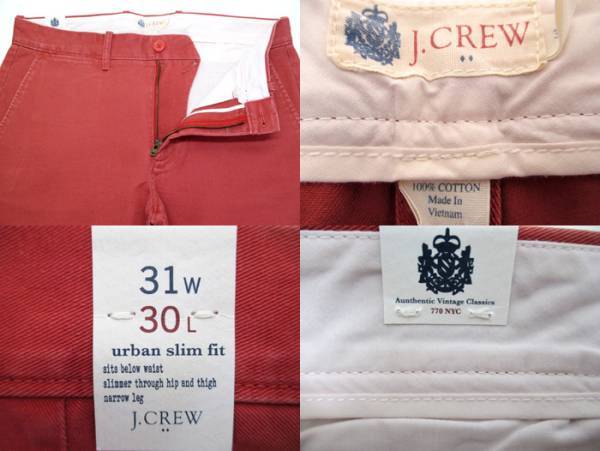 J.CREW
100% COTTON
Made In
Vietnam
31W
30L
urban slim fit
sits below waist
slimmer through hip and thigh
narrow leg
J.CREW
Aunthentic Vintage Classics
770 NYC